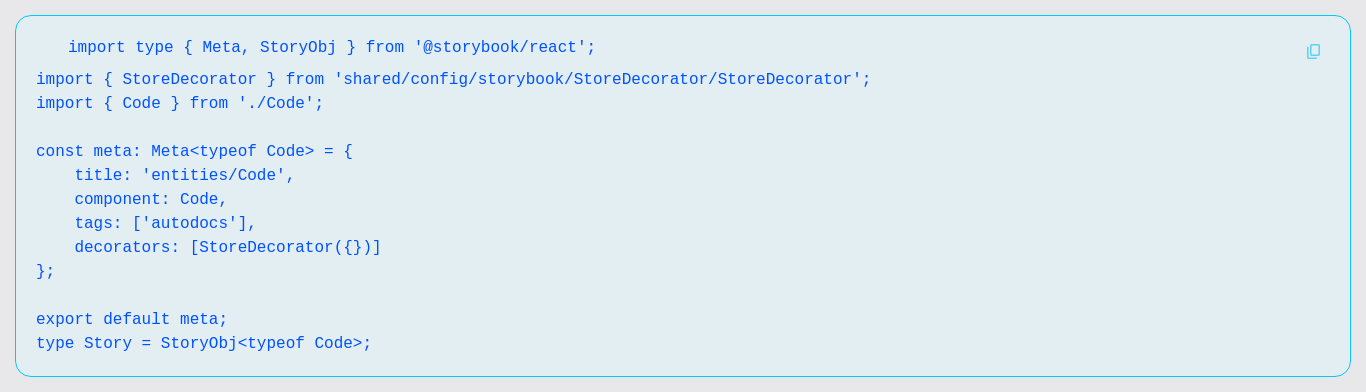 import type { Meta, StoryObj } from '@storybook/react';
import { StoreDecorator } from 'shared/config/storybook/StoreDecorator/StoreDecorator';
import { Code } from './Code';

const meta: Meta<typeof Code> = {
    title: 'entities/Code',
    component: Code,
    tags: ['autodocs'],
    decorators: [StoreDecorator({})]
};

export default meta;
type Story = StoryObj<typeof Code>;